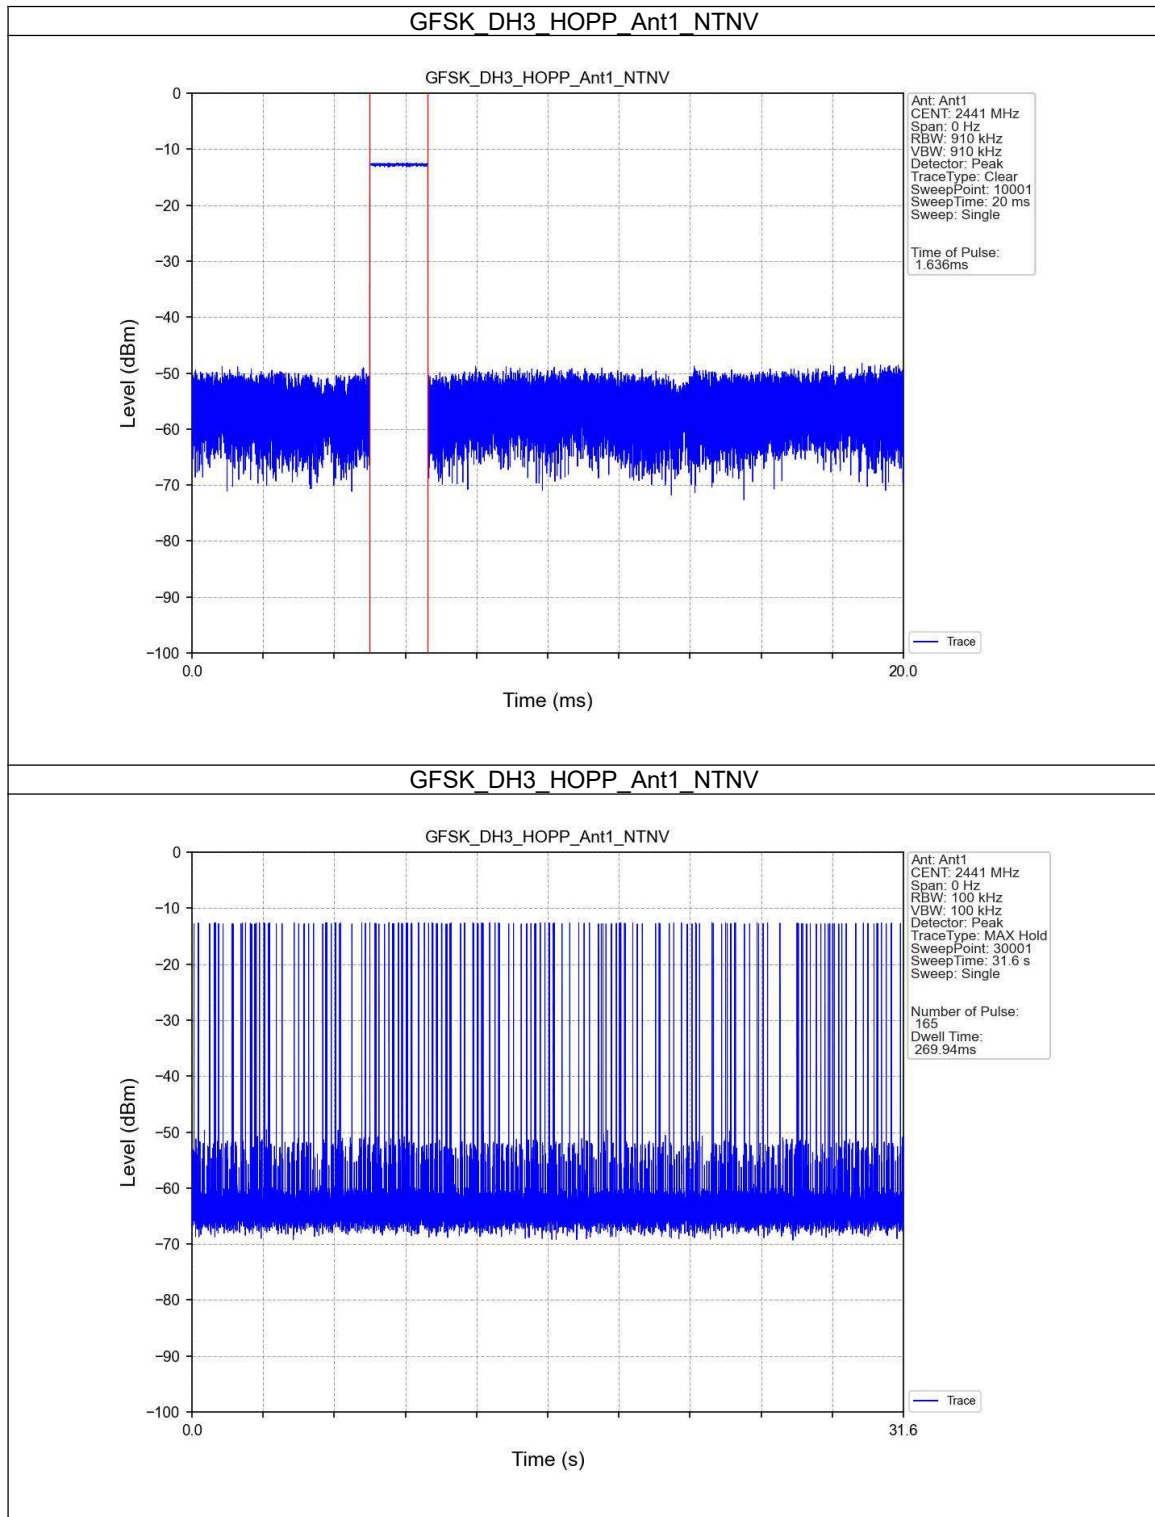 GFSK_DH3_HOPP_Ant1_NTNV
GFSK_DH3_HOPP_Ant1_NTNV
Ant: Ant1
CENT: 2441 MHz
Span: 0 Hz
RBW: 910 kHz
VBW: 910 kHz
Detector: Peak
TraceType: Clear
SweepPoint: 10001
SweepTime: 20 ms
Sweep: Single
Time of Pulse:
1.636ms
0
−10
−20
−30
−40
−50
−60
−70
−80
−90
−100
Level (dBm)
Trace
0.0
20.0
Time (ms)
GFSK_DH3_HOPP_Ant1_NTNV
GFSK_DH3_HOPP_Ant1_NTNV
Ant: Ant1
CENT: 2441 MHz
Span: 0 Hz
RBW: 100 kHz
VBW: 100 kHz
Detector: Peak
TraceType: MAX Hold
SweepPoint: 30001
SweepTime: 31.6 s
Sweep: Single
Number of Pulse:
165
Dwell Time:
269.94ms
0
−10
−20
−30
−40
−50
−60
−70
−80
−90
−100
Level (dBm)
Trace
0.0
31.6
Time (s)